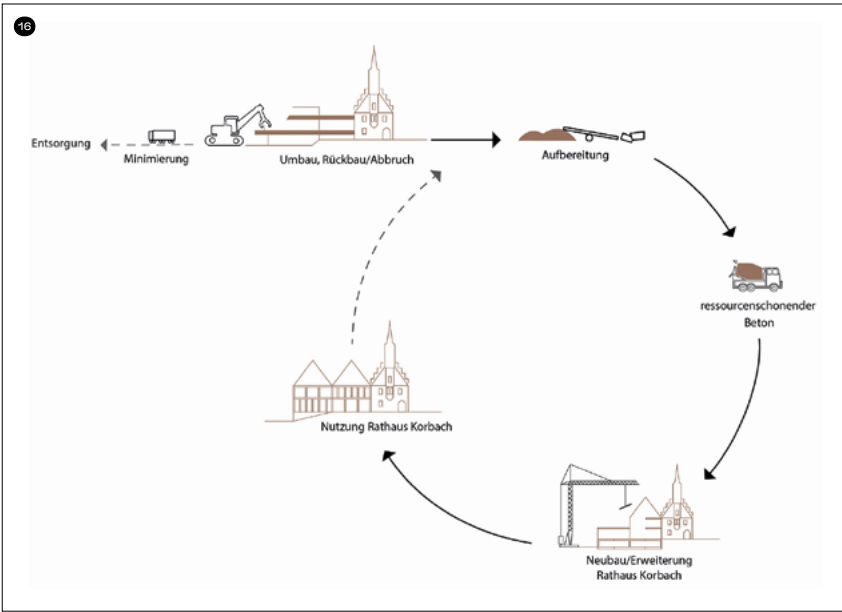 16
Entsorgung
Minimierung
Umbau, Rückbau/Abbruch
Aufbereitung
ressourcenschonender
Beton
Nutzung Rathaus Korbach
Neubau/Erweiterung
Rathaus Korbach